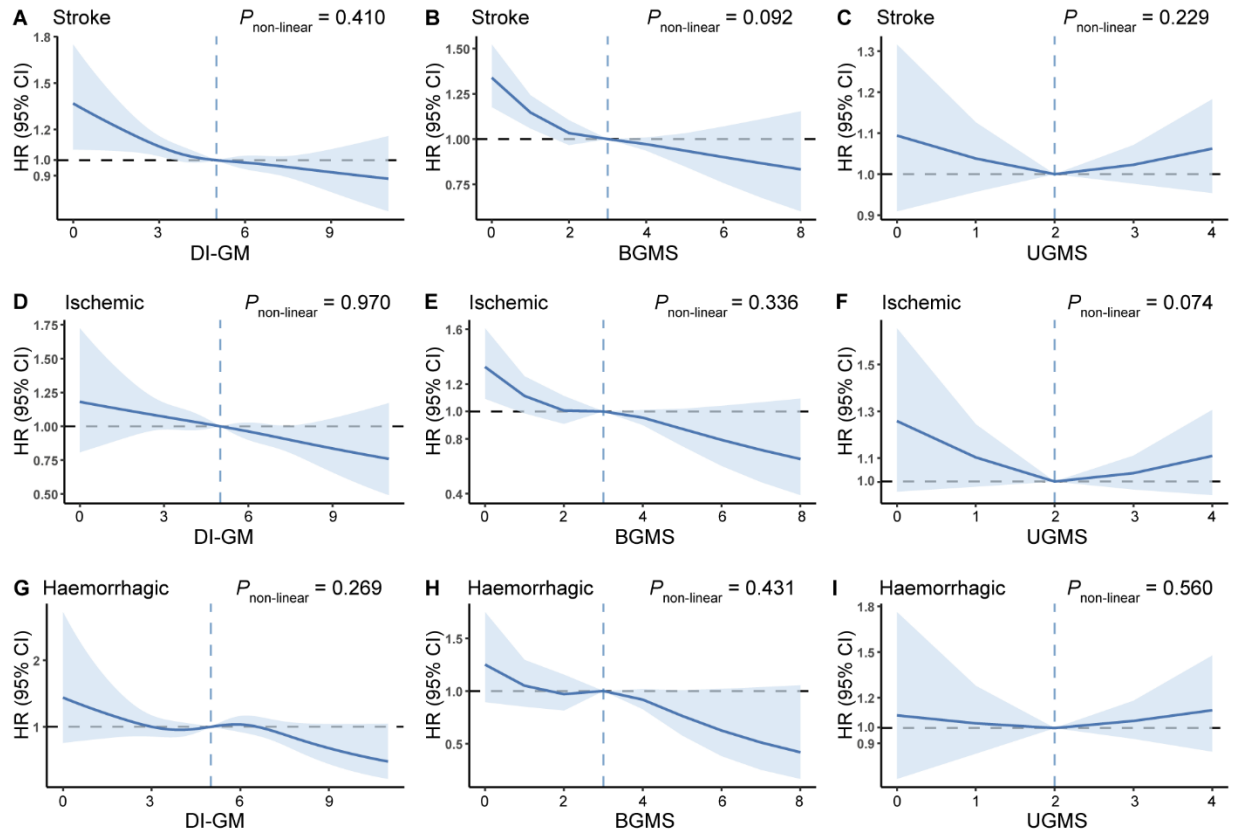 A Stroke P non-linear = 0.410
1.8
1.5
1.2
1.0
0.9
HR (95% CI)
0 3 6 9
DI-GM
B Stroke P non-linear = 0.092
1.50
1.25
1.00
0.75
HR (95% CI)
0 2 4 6 8
BGMS
C Stroke P non-linear = 0.229
1.3
1.2
1.1
1.0
0.9
HR (95% CI)
0 1 2 3 4
UGMS
D Ischemic P non-linear = 0.970
1.75
1.50
1.25
1.00
0.75
0.50
HR (95% CI)
0 3 6 9
DI-GM
E Ischemic P non-linear = 0.336
1.6
1.4
1.2
1.0
0.8
0.6
0.4
HR (95% CI)
0 2 4 6 8
BGMS
F Ischemic P non-linear = 0.074
1.5
1.3
1.1
1.0
HR (95% CI)
0 1 2 3 4
UGMS
G Haemorrhagic P non-linear = 0.269
2
1
HR (95% CI)
0 3 6 9
DI-GM
H Haemorrhagic P non-linear = 0.431
1.5
1.0
0.5
HR (95% CI)
0 2 4 6 8
BGMS
I Haemorrhagic P non-linear = 0.560
1.8
1.5
1.2
1.0
0.9
HR (95% CI)
0 1 2 3 4
UGMS